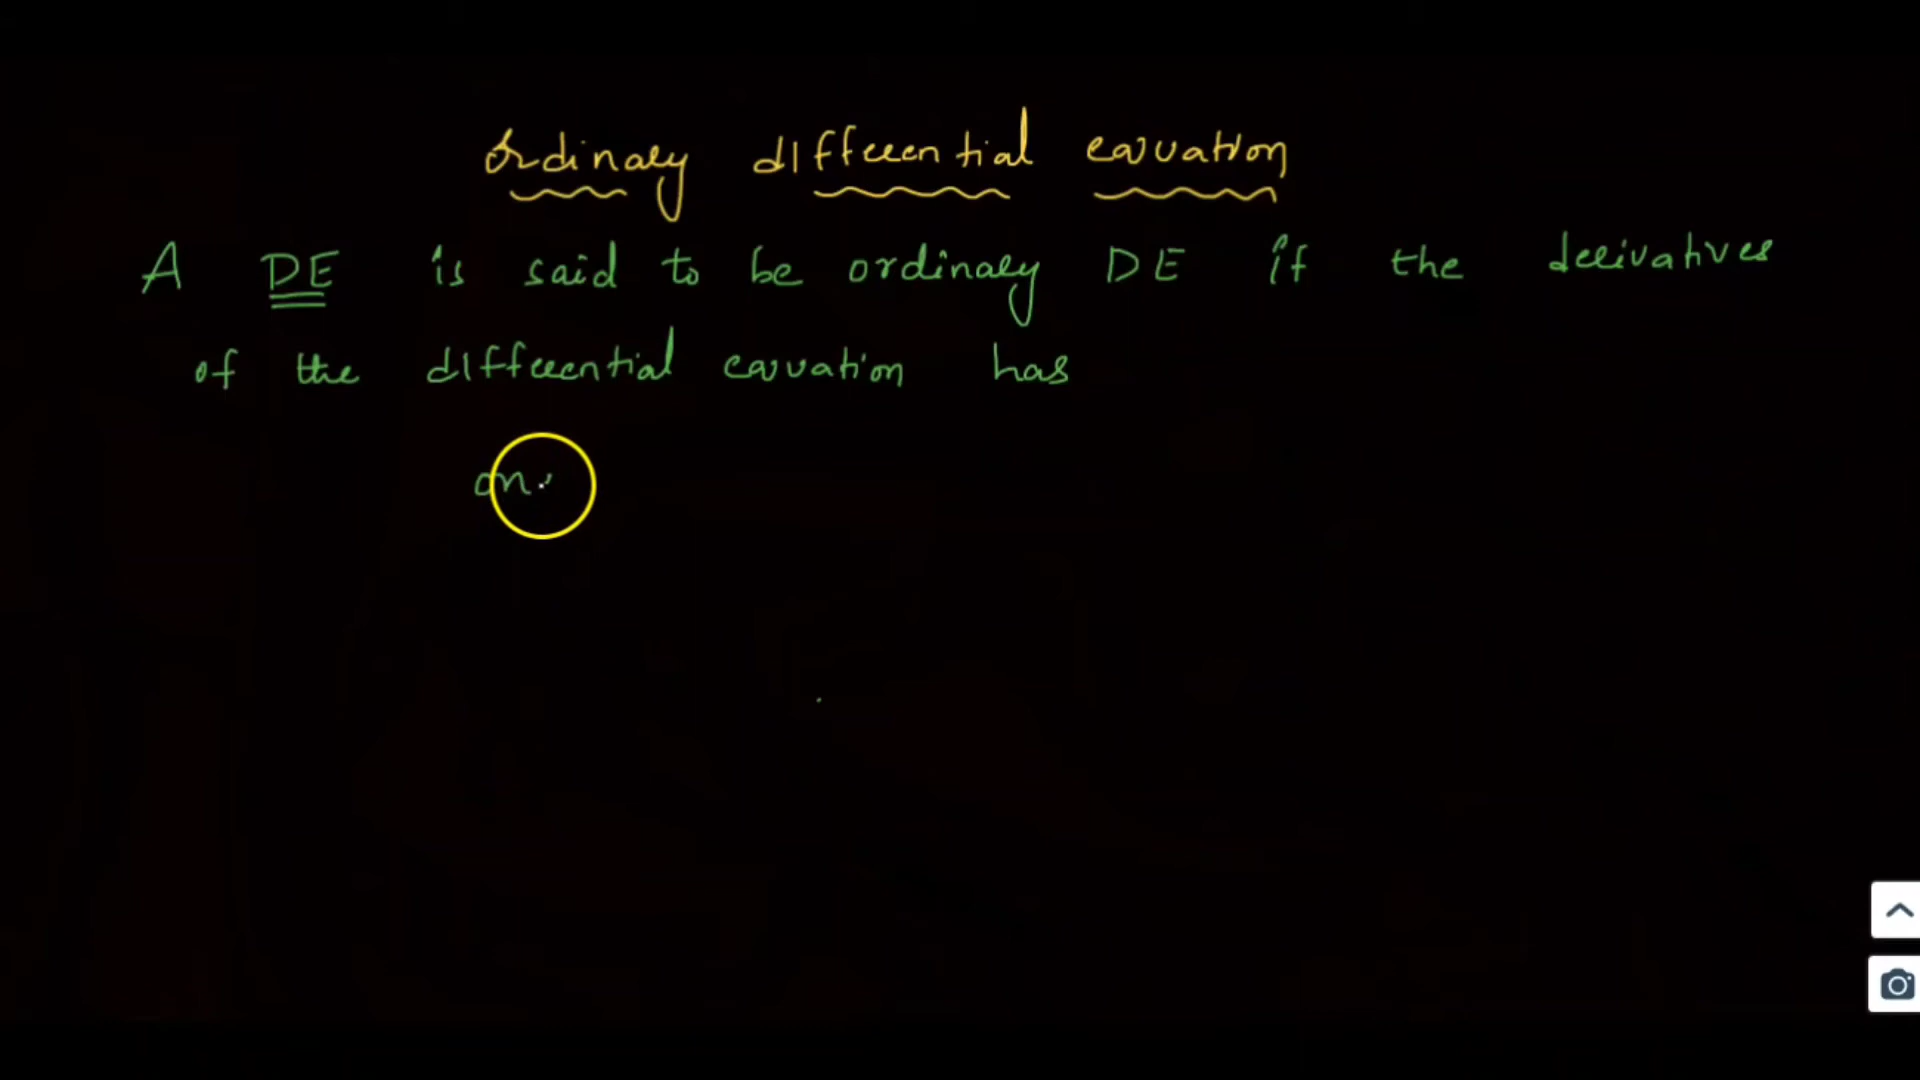 ordinary differential equation
A DE is said to be ordinary DE if the derivatives
of the differential equation has
on